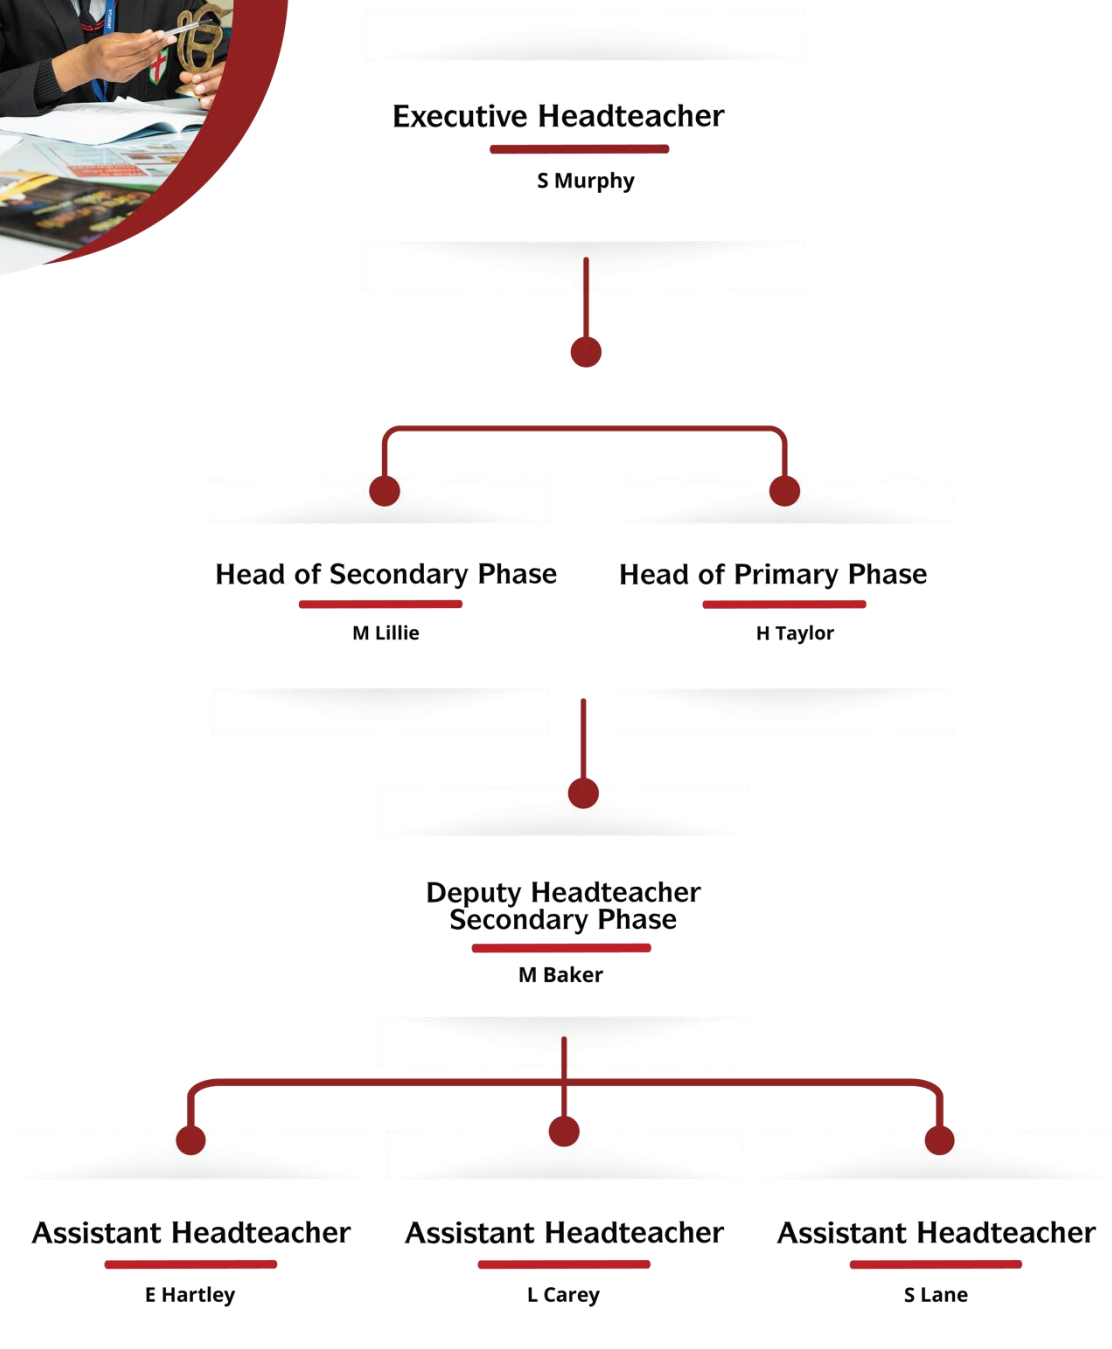 Executive Headteacher
S Murphy
Head of Secondary Phase
M Lillie
Head of Primary Phase
H Taylor
Deputy Headteacher
Secondary Phase
M Baker
Assistant Headteacher
E Hartley
Assistant Headteacher
L Carey
Assistant Headteacher
S Lane